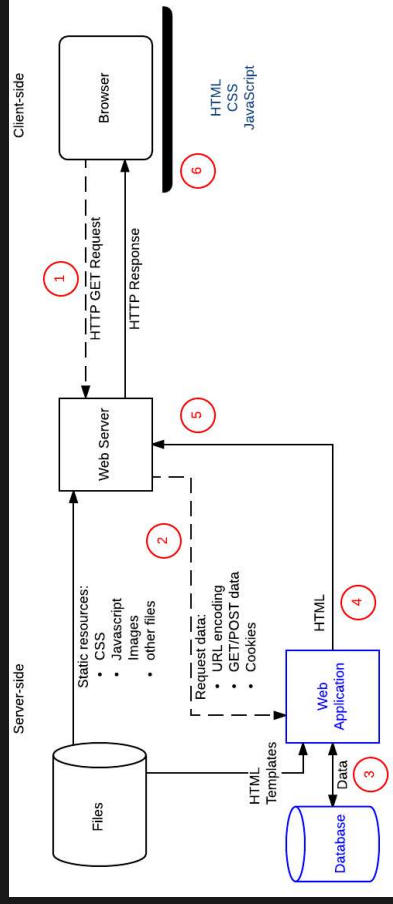 Server-side
Client-side
Files
Static resources:
• CSS
• Javascript
Images
• other files
Web Server
1
HTTP GET Request
HTTP Response
Browser
6
HTML
CSS
JavaScript
2
Request data:
• URL encoding
• GET/POST data
• Cookies
5
HTML
Templates
Database
Data
3
Web
Application
HTML
4